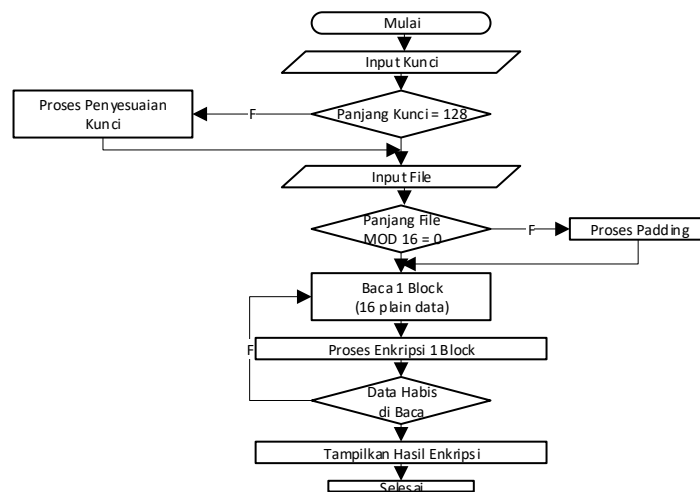 Mulai
Input Kunci
Proses Penyesuaian
Kunci
F
Panjang Kunci = 128
Input File
Panjang File
MOD 16 = 0
F
Proses Padding
Baca 1 Block
(16 plain data)
F
Proses Enkripsi 1 Block
Data Habis
di Baca
Tampilkan Hasil Enkripsi
Selesai